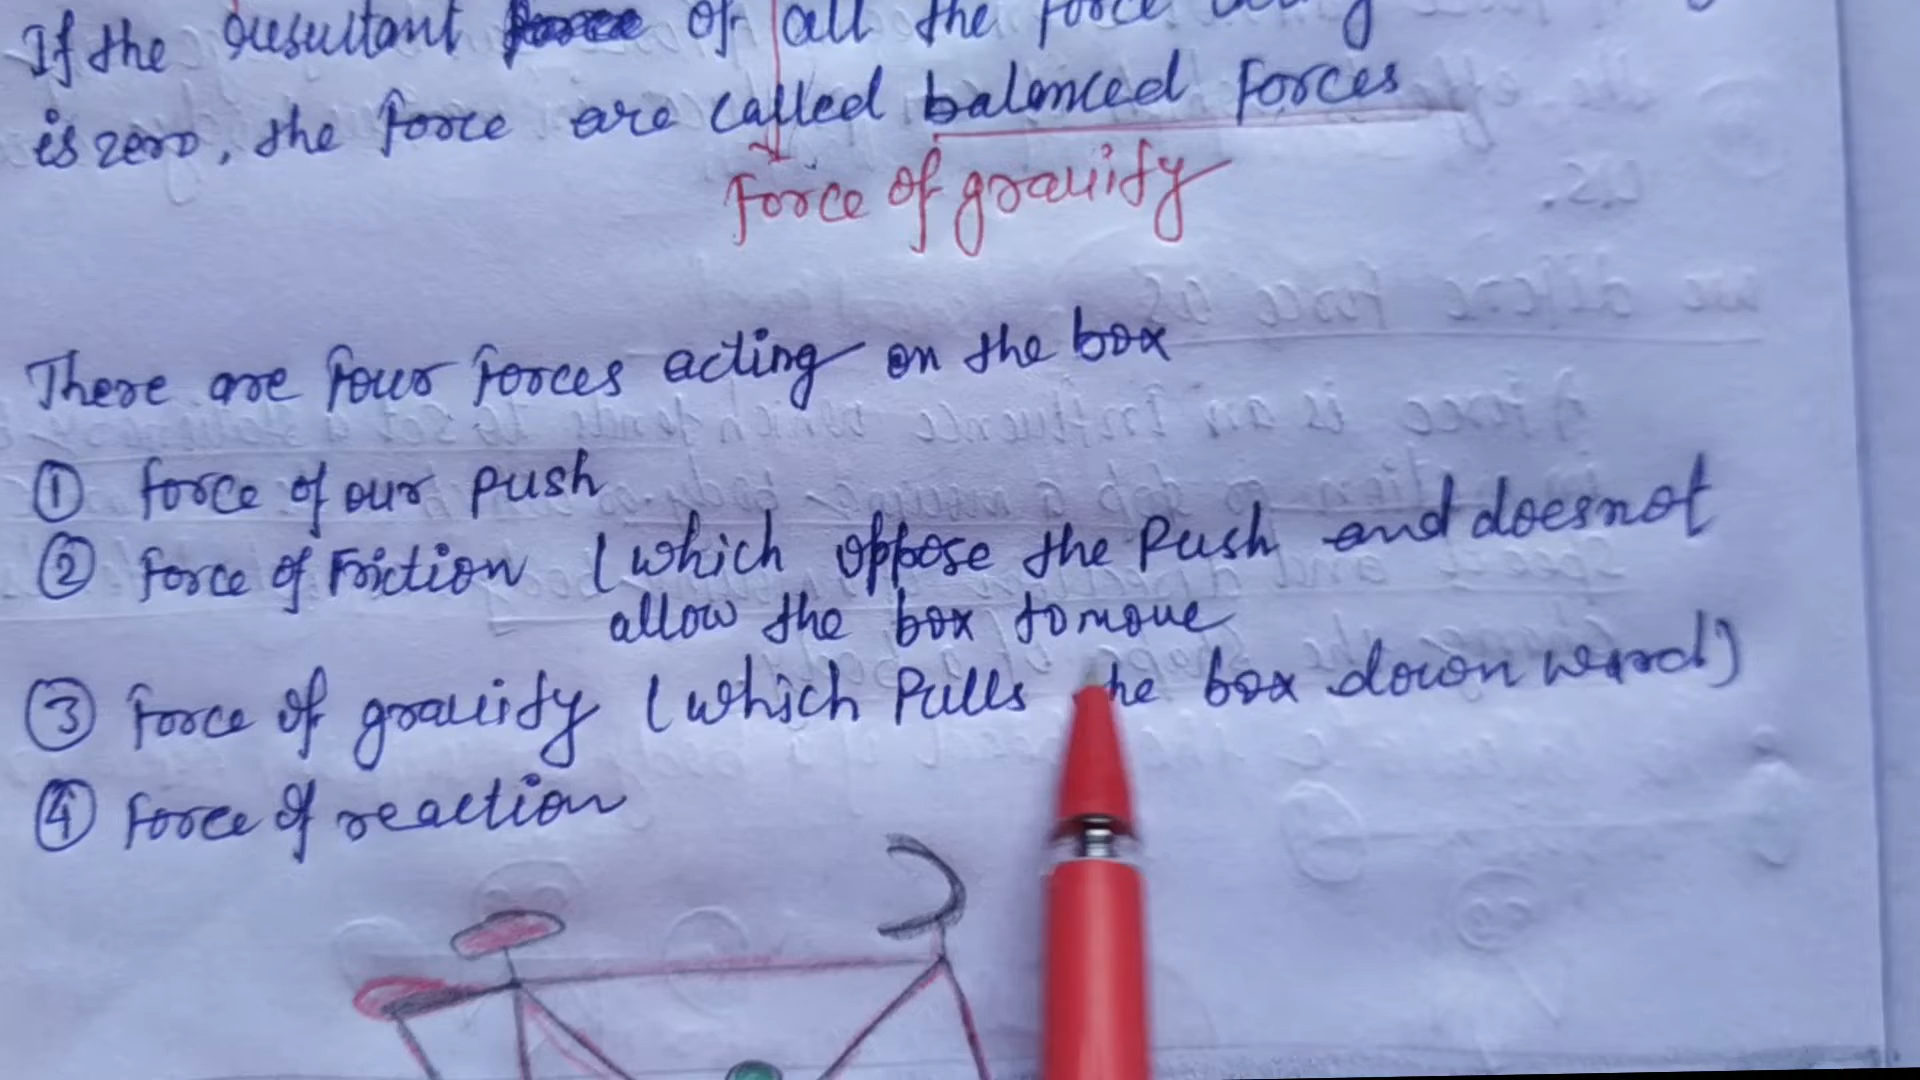 If the resultant of all the force
is zero, the force are called balanced forces
Force of gravity
There are four forces acting on the box
① force of our push
② force of Friction (which oppose the Push and doesnot
allow the box to move
③ Force of gravity (which Pulls the box down ward)
④ Force of reaction